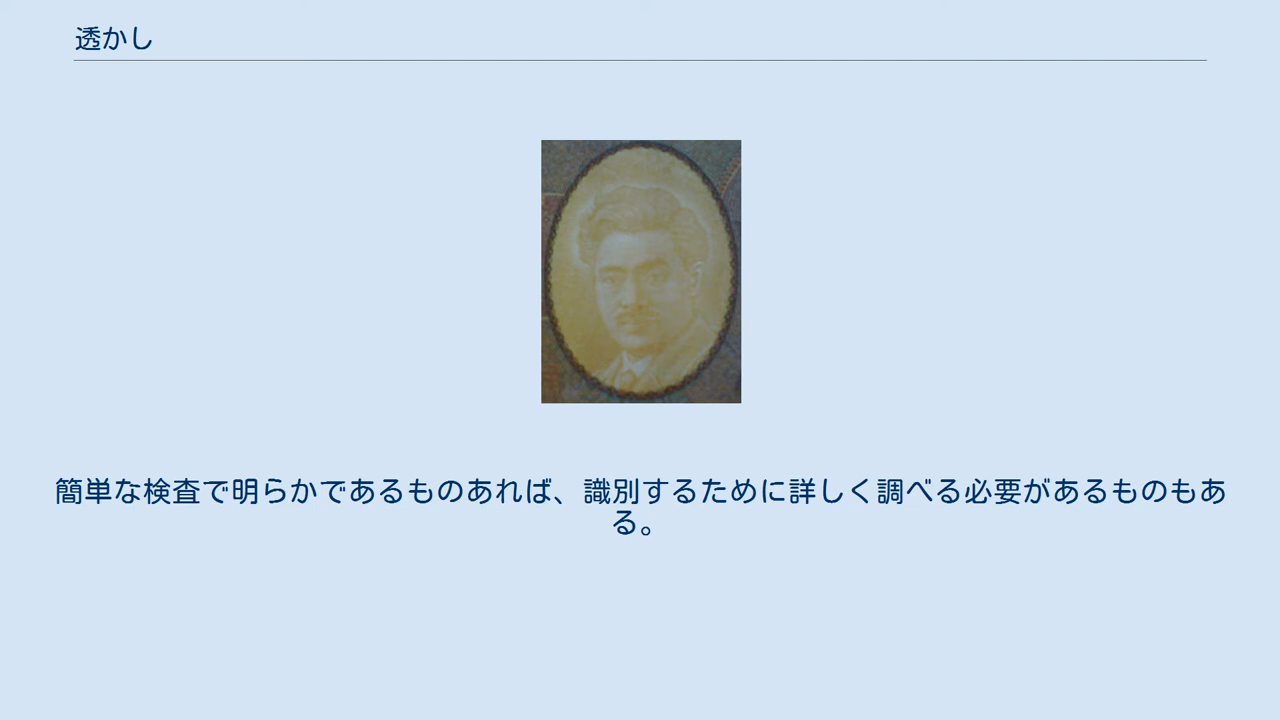 透かし
簡単な検査で明らかであるものあれば、識別するために詳しく調べる必要があるものもあ
る。